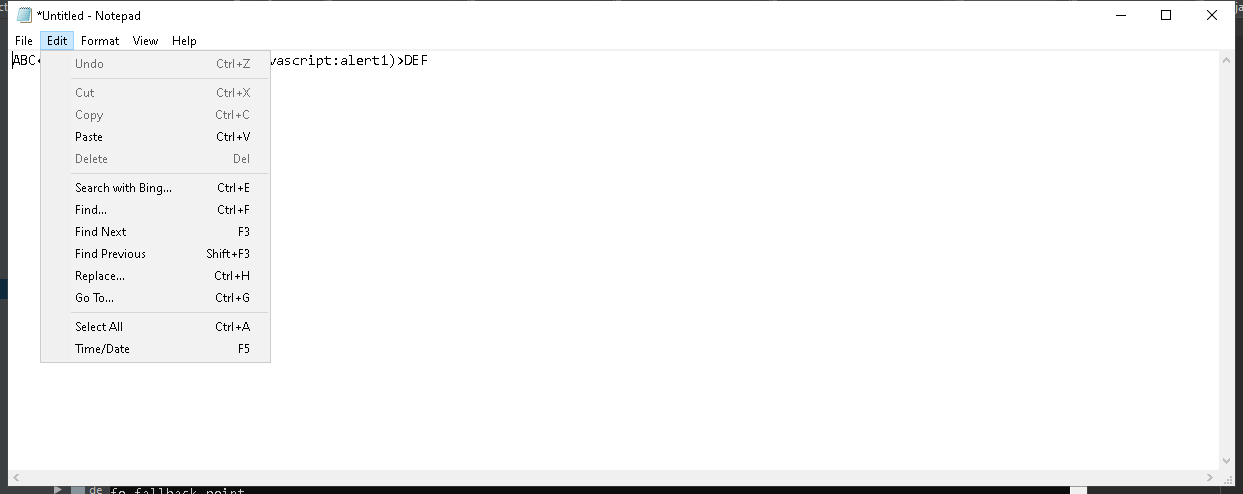 *Untitled - Notepad
File Edit Format View Help
ABC vascript:alert1)>DEF
Undo Ctrl+Z
Cut Ctrl+X
Copy Ctrl+C
Paste Ctrl+V
Delete Del
Search with Bing... Ctrl+E
Find... Ctrl+F
Find Next F3
Find Previous Shift+F3
Replace... Ctrl+H
Go To... Ctrl+G
Select All Ctrl+A
Time/Date F5
de fo fallback point